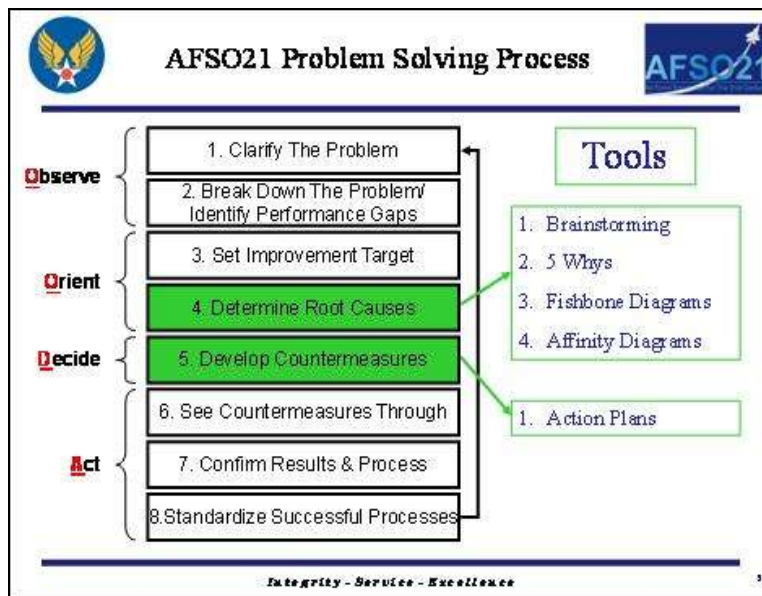 AFSO21 Problem Solving Process
AFSO21
Observe
1. Clarify The Problem
2. Break Down The Problem/
Identify Performance Gaps
Orient
3. Set Improvement Target
4. Determine Root Causes
Decide
5. Develop Countermeasures
Act
6. See Countermeasures Through
7. Confirm Results & Process
8.Standardize Successful Processes
Tools
1. Brainstorming
2. 5 Whys
3. Fishbone Diagrams
4. Affinity Diagrams
1. Action Plans
Integrity - Service - Excellence